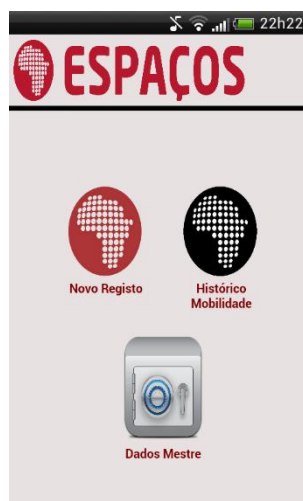 22h22
ESPAÇOS
Novo Registo
Histórico
Mobilidade
Dados Mestre